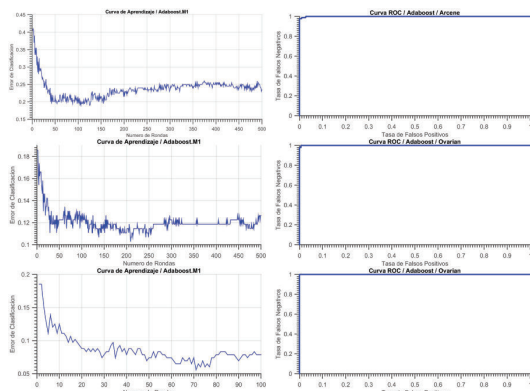 Curva de Aprendizaje / Adaboost.M1
Error de Clasificacion
0.45
0.4
0.35
0.3
0.25
0.2
0.15
0 50 100 150 200 250 300 350 400 450 500
Numero de Rondas
Curva ROC / Adaboost / Arcene
Tasa de Falsos Negativos
1
0.8
0.6
0.4
0.2
0
0 0.1 0.2 0.3 0.4 0.5 0.6 0.7 0.8 0.9 1
Tasa de Falsos Positivos
Curva de Aprendizaje / Adaboost.M1
Error de Clasificacion
0.18
0.16
0.14
0.12
0.1
0 50 100 150 200 250 300 350 400 450 500
Numero de Rondas
Curva ROC / Adaboost / Ovarian
Tasa de Falsos Negativos
1
0.8
0.6
0.4
0.2
0
0 0.1 0.2 0.3 0.4 0.5 0.6 0.7 0.8 0.9
Tasa de Falsos Positivos
Curva de Aprendizaje / Adaboost.M1
Error de Clasificacion
0.2
0.15
0.1
0.05
10 20 30 40 50 60 70 80 90 100
Curva ROC / Adaboost / Ovarian
Tasa de Falsos Negativos
1
0.8
0.6
0.4
0.2
0
0 0.1 0.2 0.3 0.4 0.5 0.6 0.7 0.8 0.9